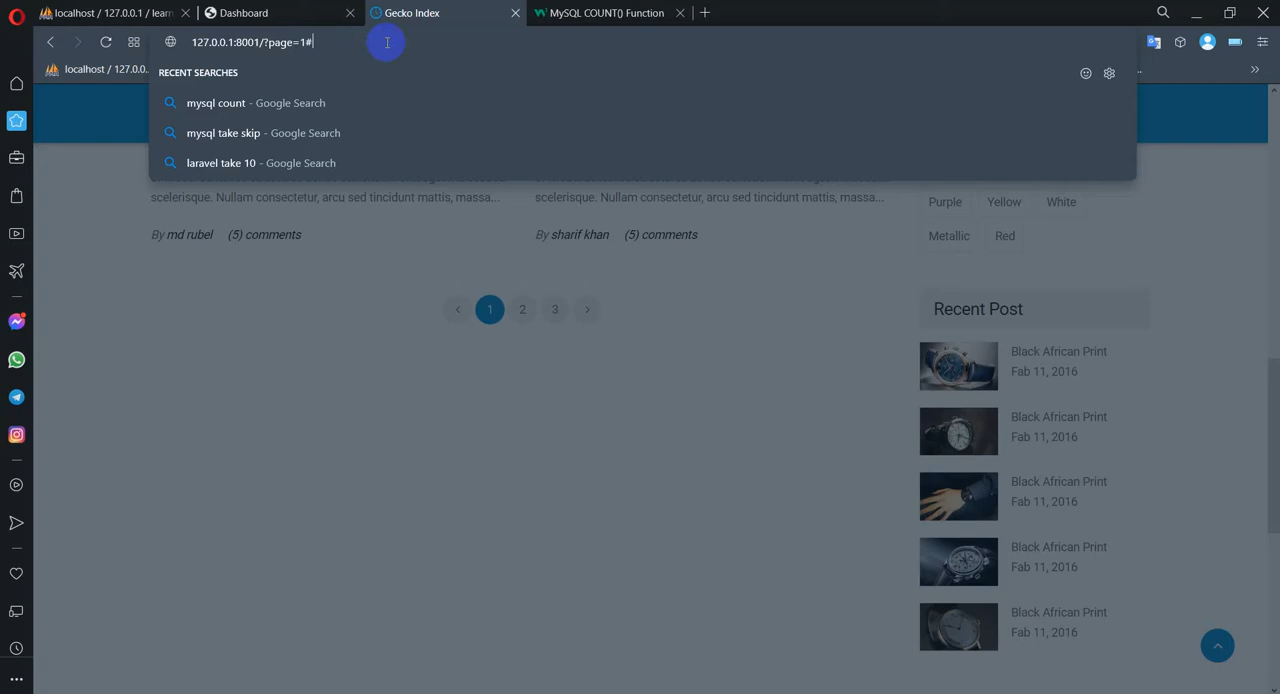 localhost / 127.0.0.1 / learn
Dashboard
Gecko Index
MySQL COUNT() Function
127.0.0.1:8001/?page=1#
localhost / 127.0.0...
...
RECENT SEARCHES
mysql count - Google Search
mysql take skip - Google Search
laravel take 10 - Google Search
scelerisque. Nullam consectetur, arcu sed tincidunt mattis, massa...
scelerisque. Nullam consectetur, arcu sed tincidunt mattis, massa...
Purple
Yellow
White
By md rubel (5) comments
By sharif khan (5) comments
Metallic
Red
1
2
3
Recent Post
Black African Print
Fab 11, 2016
Black African Print
Fab 11, 2016
Black African Print
Fab 11, 2016
Black African Print
Fab 11, 2016
Black African Print
Fab 11, 2016